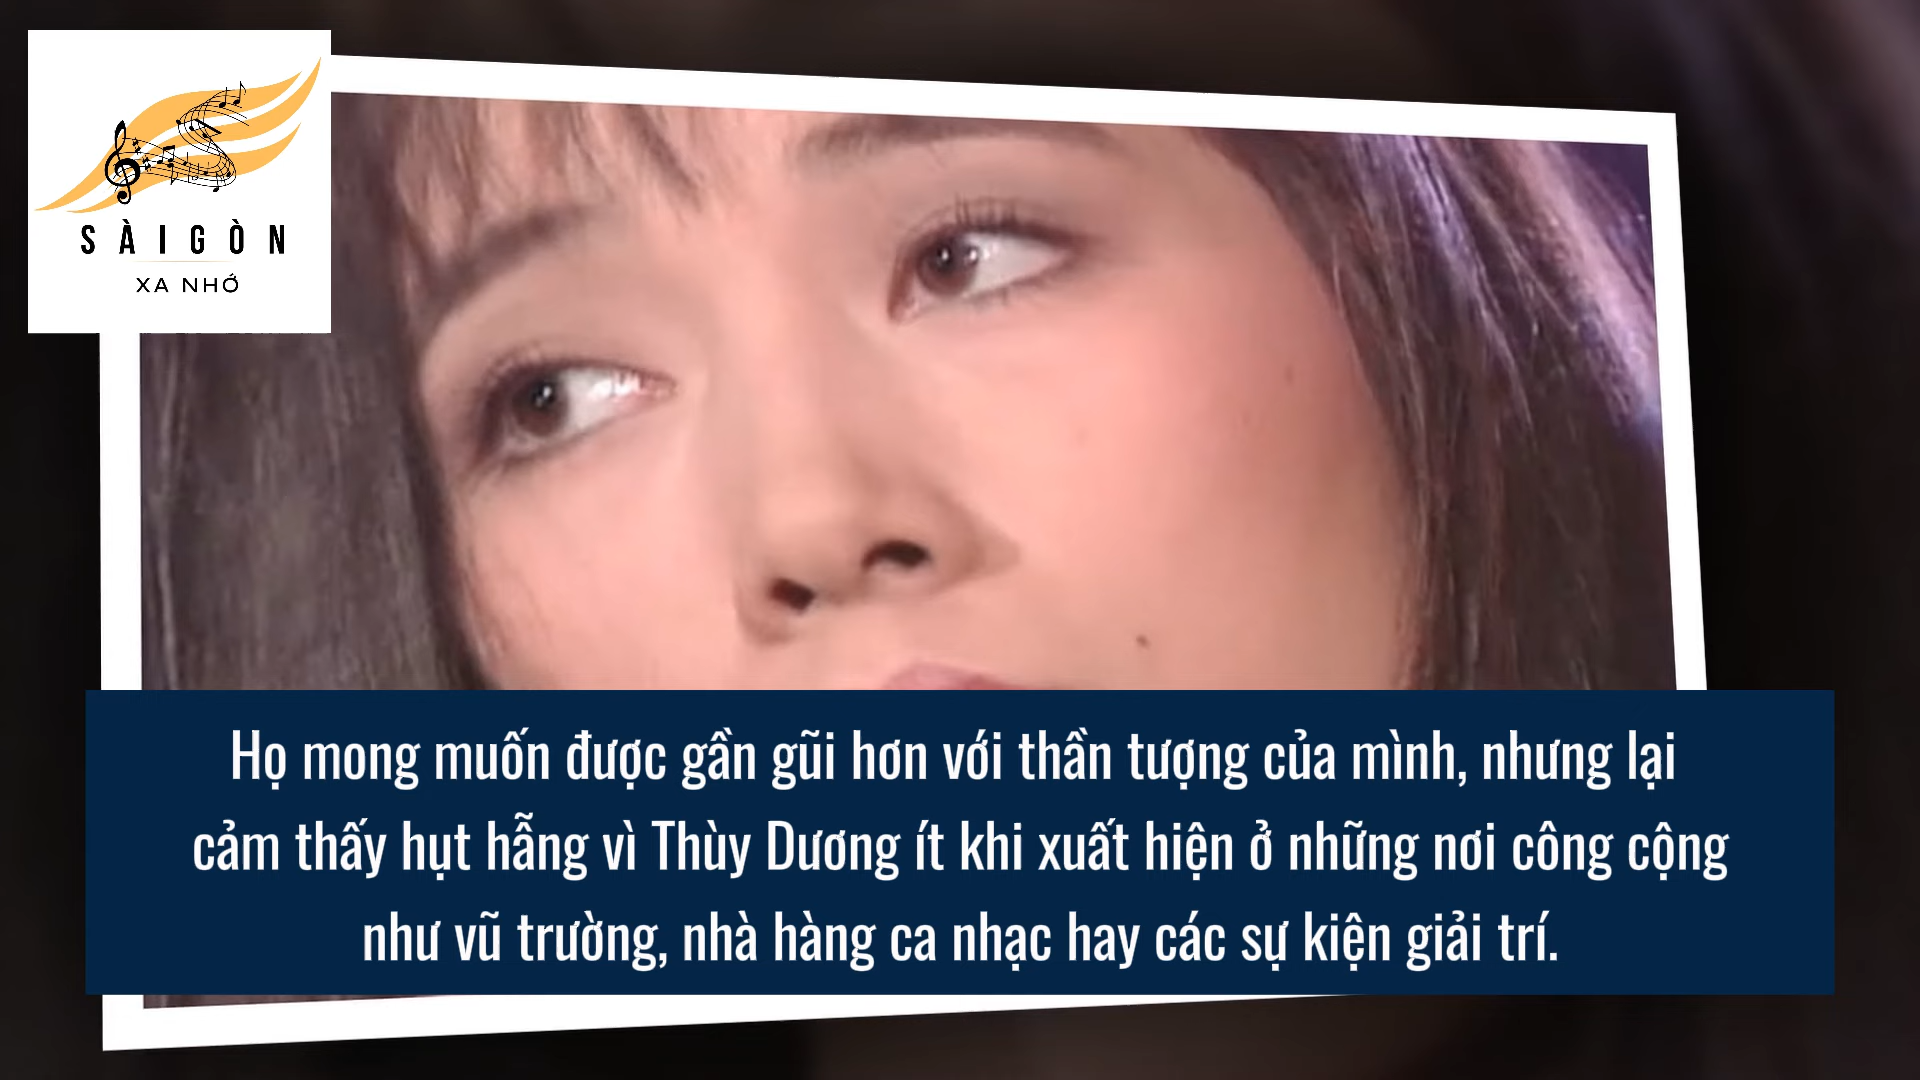 SÀIGÒN
XA NHỚ
Họ mong muốn được gần gũi hơn với thần tượng của mình, nhưng lại
cảm thấy hụt hẫng vì Thùy Dương ít khi xuất hiện ở những nơi công cộng
như vũ trường, nhà hàng ca nhạc hay các sự kiện giải trí.